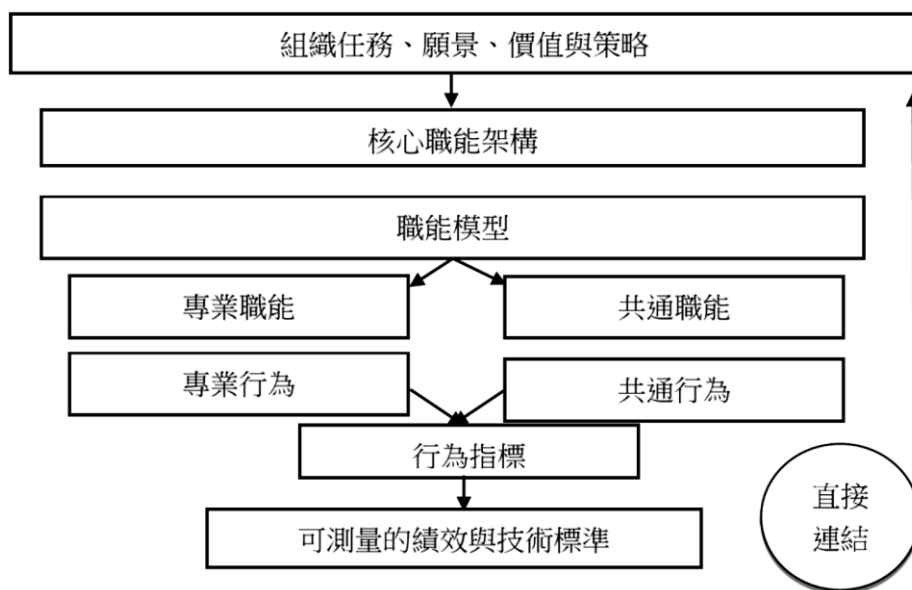 組織任務、願景、價值與策略
核心職能架構
職能模型
專業職能
共通職能
專業行為
共通行為
行為指標
可測量的績效與技術標準
直接
連結